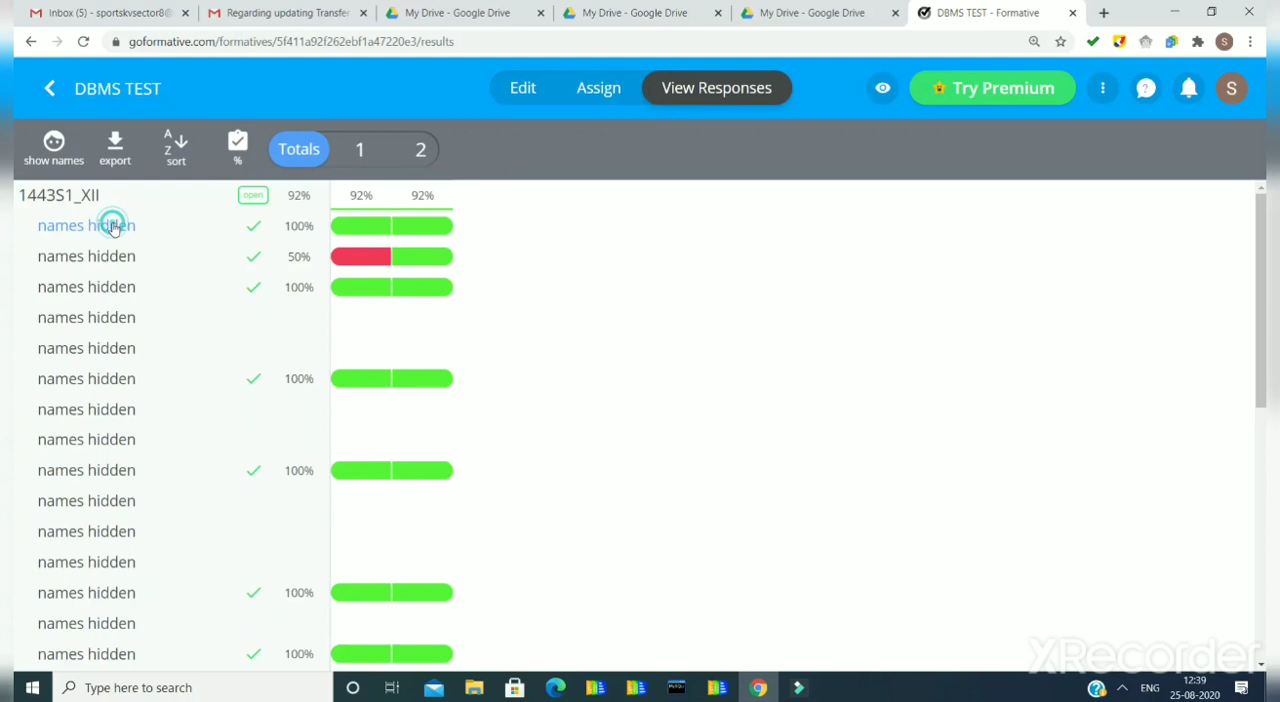 Inbox (5) - sportskvsector8@
Regarding updating Transfer
My Drive - Google Drive
My Drive - Google Drive
My Drive - Google Drive
DBMS TEST - Formative
goformative.com/formatives/5f411a92f262ebf1a47220e3/results
S
DBMS TEST
Edit
Assign
View Responses
Try Premium
?
S
show names
export
A
Z
sort
%
Totals
1
2
1443S1_XII
open
92%
92%
92%
names hidden
100%
names hidden
50%
names hidden
100%
names hidden
names hidden
names hidden
100%
names hidden
names hidden
names hidden
100%
names hidden
names hidden
names hidden
names hidden
100%
names hidden
names hidden
100%
XRecorder
Type here to search
ENG
12:39
25-08-2020